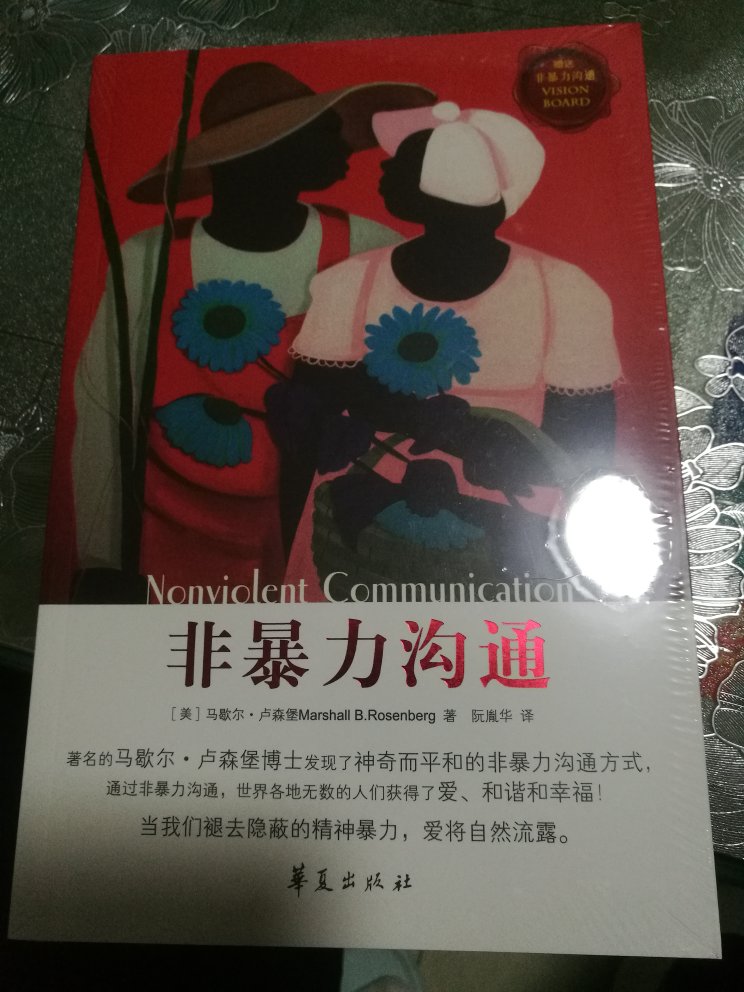 赠送
非暴力沟通
VISION
BOARD
Nonviolent Communication
非暴力沟通
[美] 马歇尔·卢森堡Marshall B.Rosenberg 著 阮胤华 译
著名的马歇尔·卢森堡博士发现了神奇而平和的非暴力沟通方式，
通过非暴力沟通，世界各地无数的人们获得了爱、和谐和幸福！
当我们褪去隐蔽的精神暴力，爱将自然流露。
華夏出版社